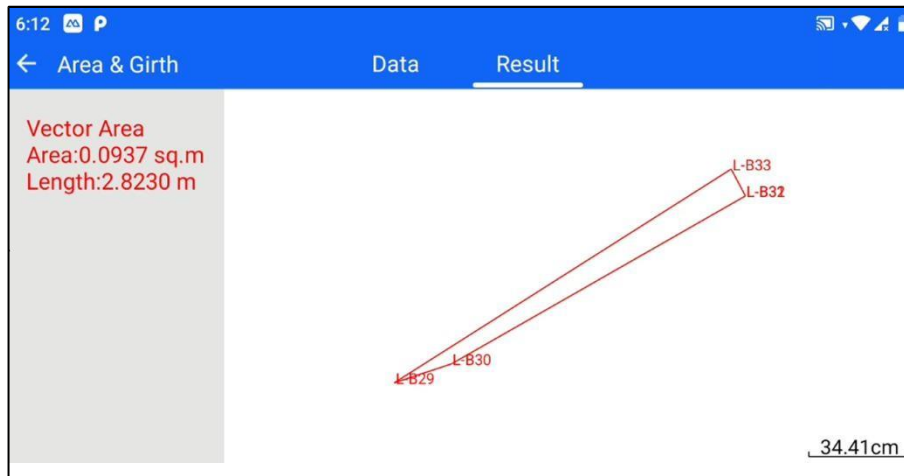 6:12
Area & Girth Data Result
Vector Area
Area:0.0937 sq.m
Length:2.8230 m
L-B33
L-B30
L-B29
34.41cm